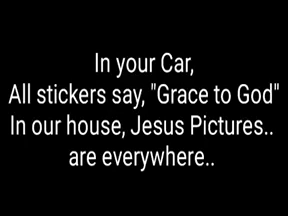 In your Car,
All stickers say, "Grace to God"
In our house, Jesus Pictures..
are everywhere..